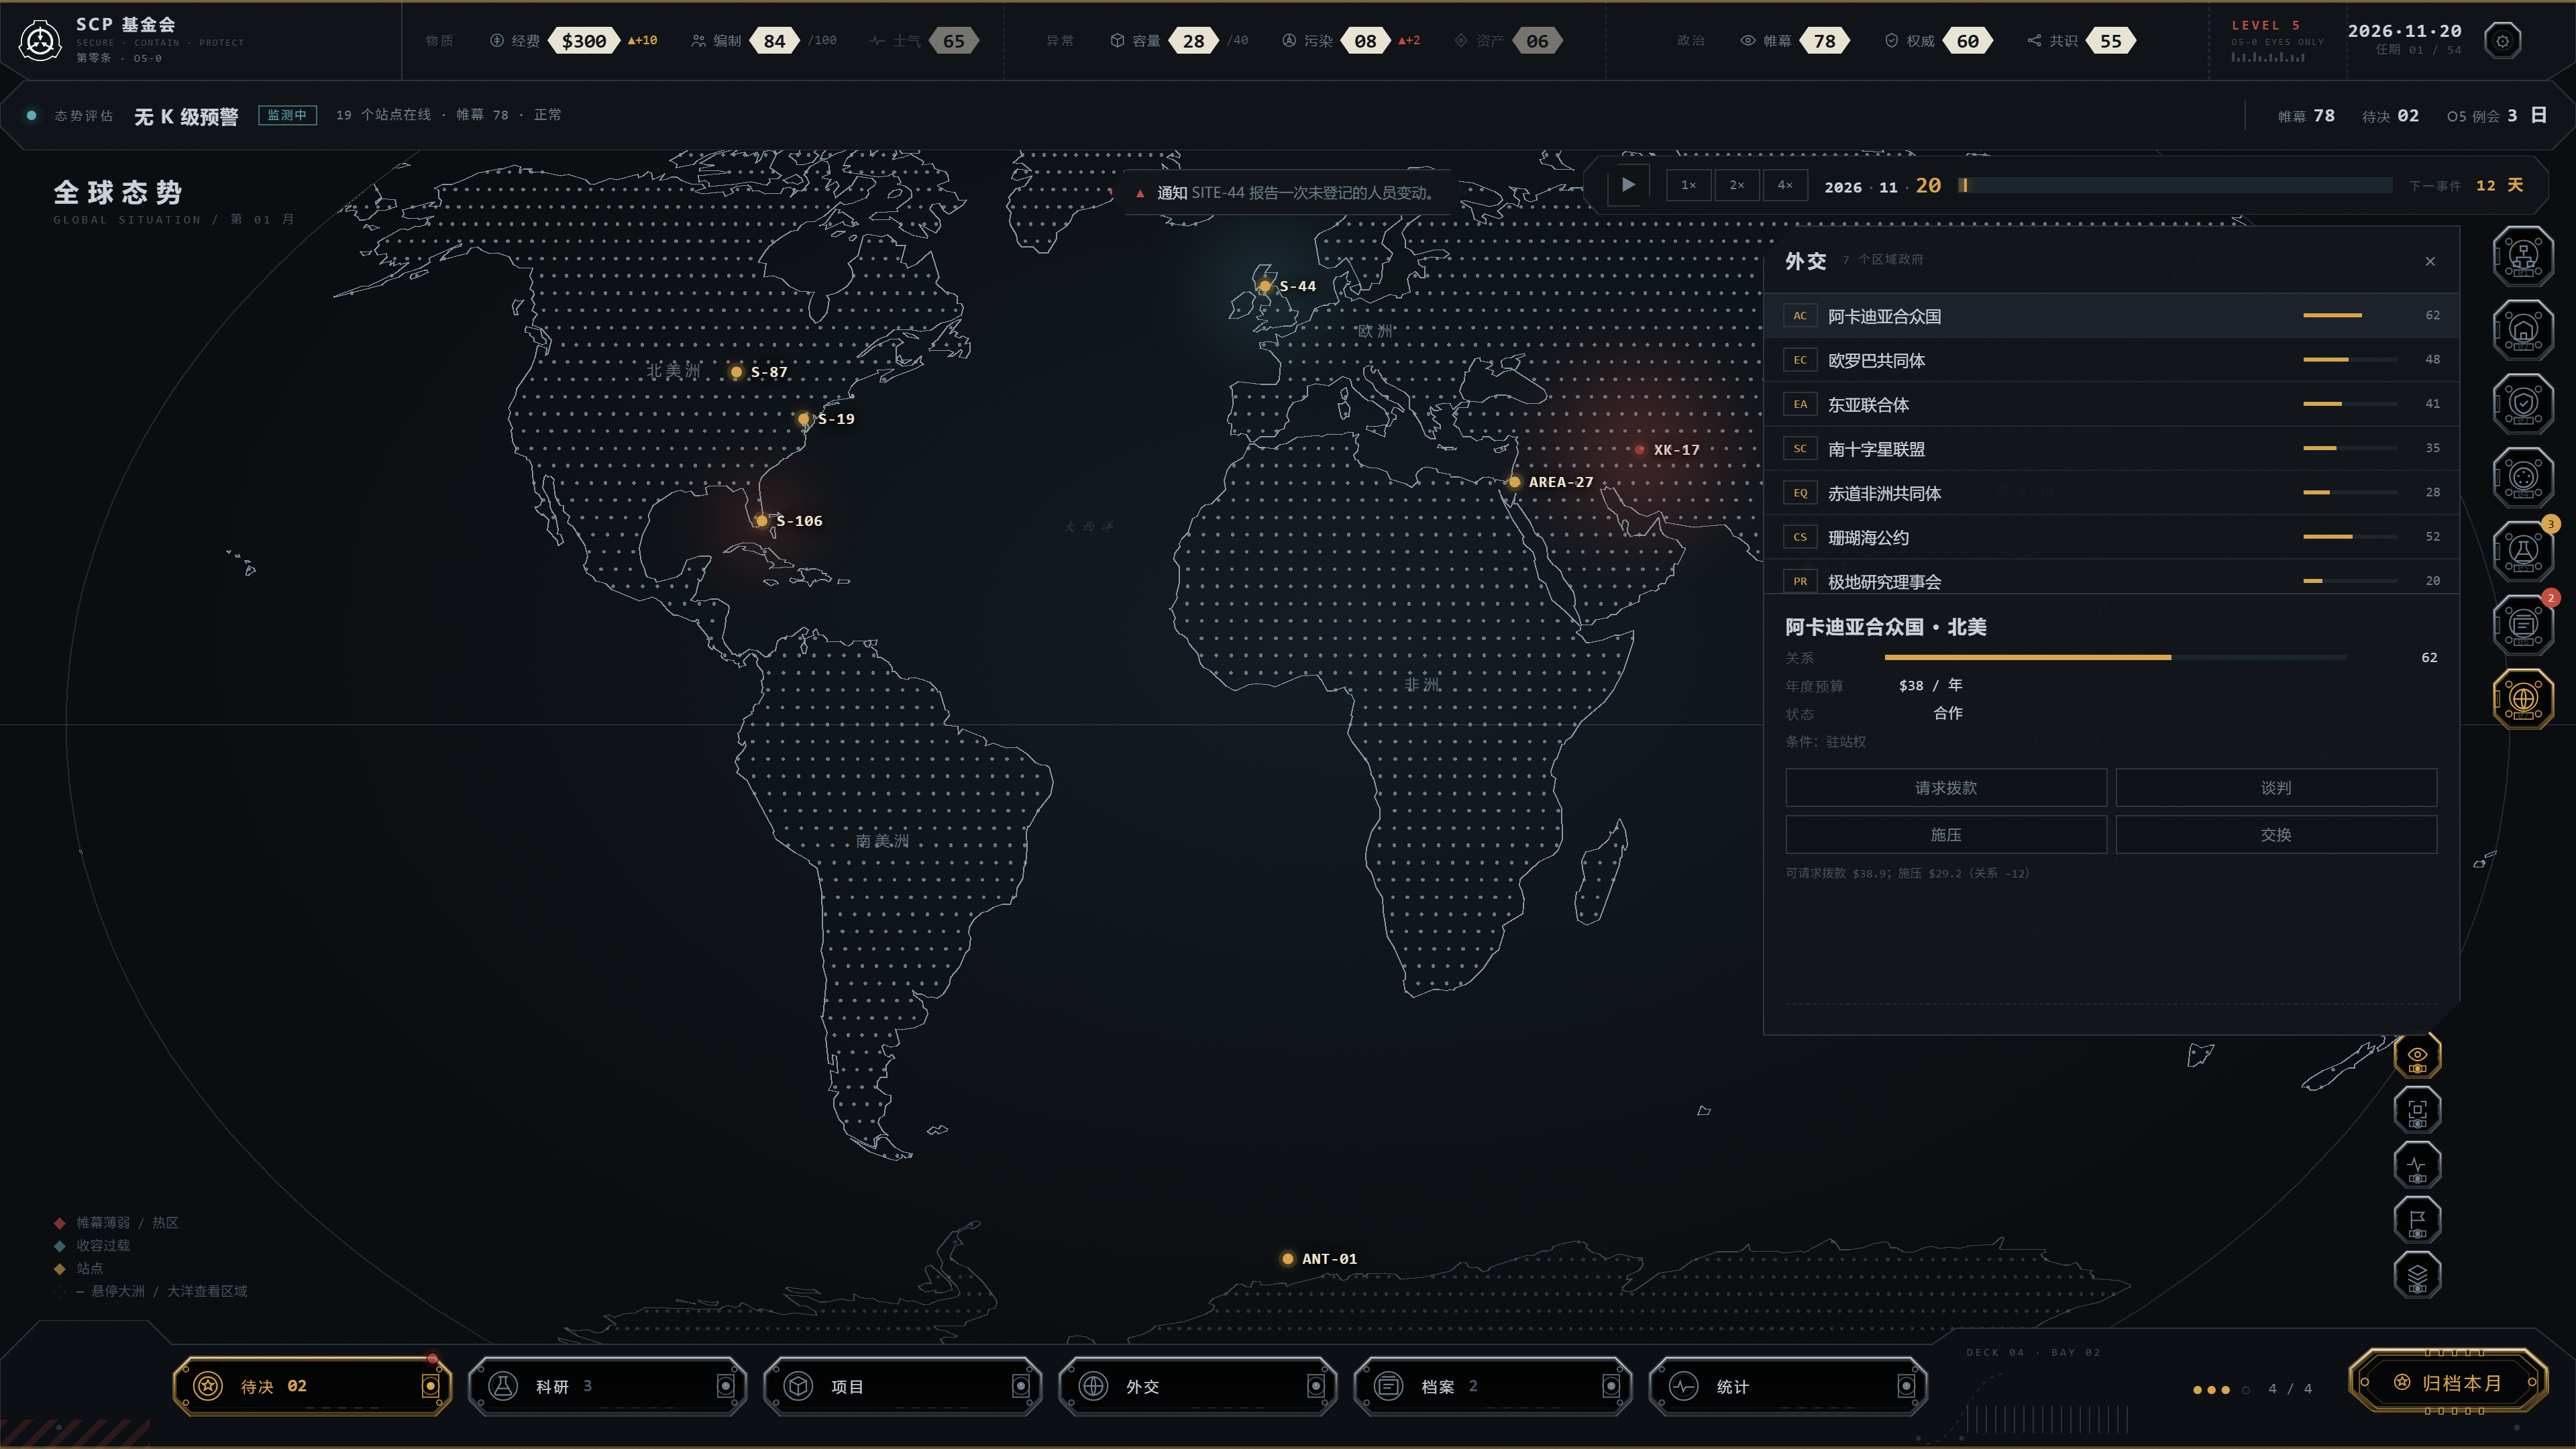 SCP 基金会
SECURE · CONTAIN · PROTECT
第零条 · O5-0
物质
经费 $300 ▲+10
编制 84 /100
士气 65
异常
容量 28 /40
污染 08 ▲+2
资产 06
政治
帷幕 78
权威 60
共识 55
LEVEL 5
O5-0 EYES ONLY
2026·11·20
任期 01 / 54
态势评估 无 K 级预警 监测中 19 个站点在线 · 帷幕 78 · 正常
帷幕 78 待决 02 O5 例会 3 日
全球态势
GLOBAL SITUATION / 第 01 月
▲ 通知 SITE-44 报告一次未登记的人员变动。
1× 2× 4× 2026 · 11 · 20 下一事件 12 天
S-44
欧洲
北美洲
S-87
S-19
XK-17
AREA-27
S-106
大西洋
非洲
南美洲
ANT-01
外交 7 个区域政府 ×
AC 阿卡迪亚合众国 62
EC 欧罗巴共同体 48
EA 东亚联合体 41
SC 南十字星联盟 35
EQ 赤道非洲共同体 28
CS 珊瑚海公约 52
PR 极地研究理事会 20
阿卡迪亚合众国 · 北美
关系 62
年度预算 $38 / 年
状态 合作
条件: 驻站权
请求拨款 谈判
施压 交换
可请求拨款 $38.9; 施压 $29.2 (关系 −12)
3
2
帷幕薄弱 / 热区
收容过载
站点
— 悬停大洲 / 大洋查看区域
待决 02
科研 3
项目
外交
档案 2
统计
DECK 04 · BAY 02
4 / 4
归档本月